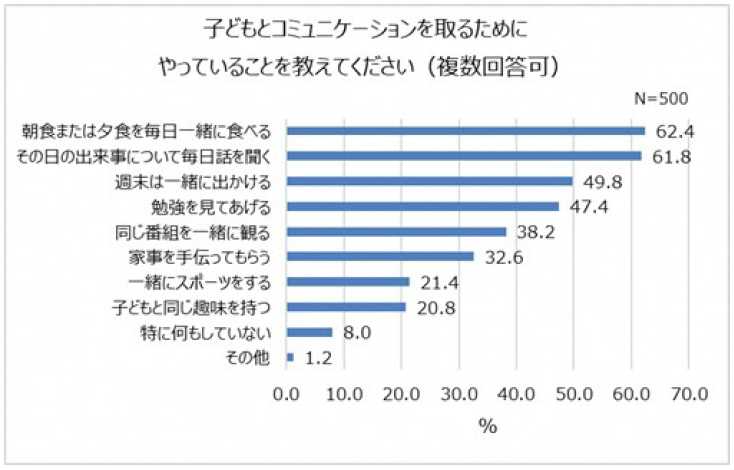 子どもとコミュニケーションを取るために
やっていることを教えてください（複数回答可）
N=500
朝食または夕食を毎日一緒に食べる 62.4
その日の出来事について毎日話を聞く 61.8
週末は一緒に出かける 49.8
勉強を見てあげる 47.4
同じ番組を一緒に観る 38.2
家事を手伝ってもらう 32.6
一緒にスポーツをする 21.4
子どもと同じ趣味を持つ 20.8
特に何もしていない 8.0
その他 1.2
0.0 10.0 20.0 30.0 40.0 50.0 60.0 70.0
%